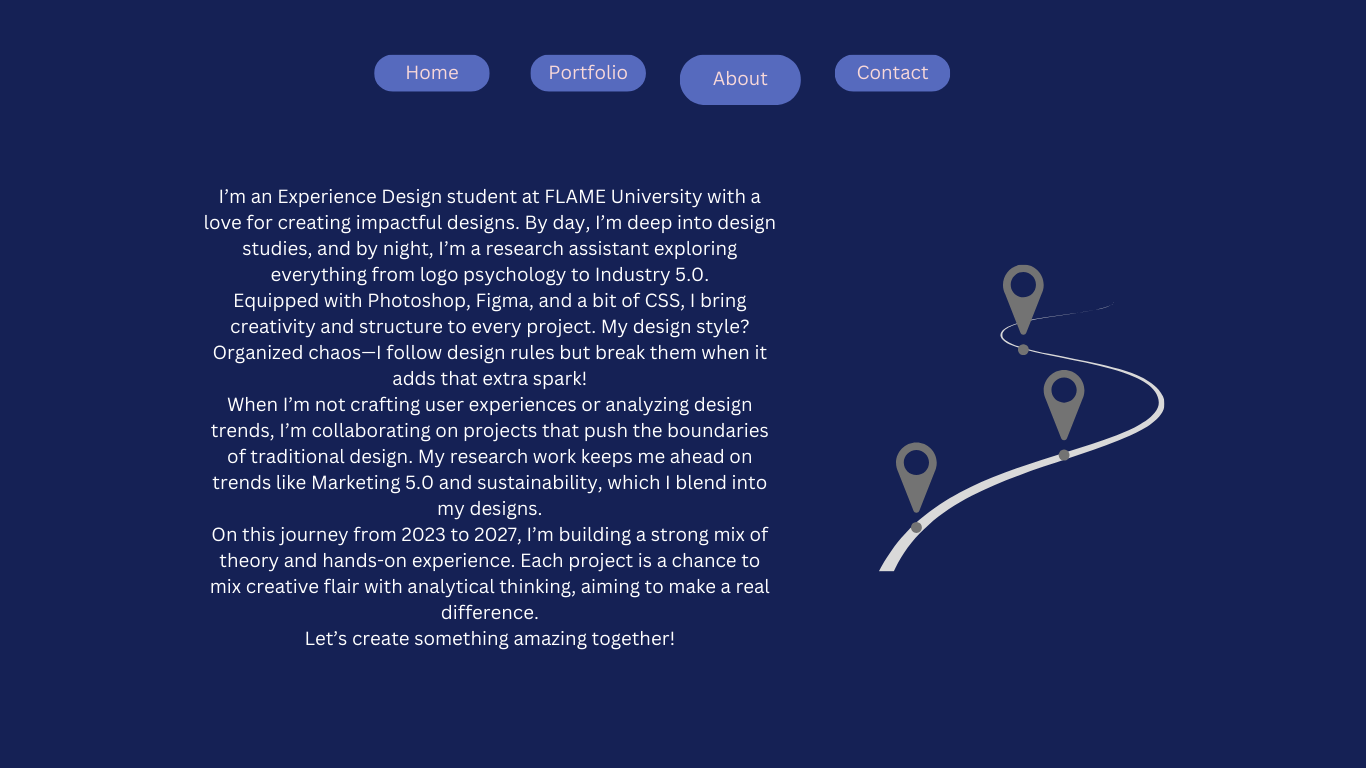 Home
Portfolio
About
Contact
I’m an Experience Design student at FLAME University with a
love for creating impactful designs. By day, I’m deep into design
studies, and by night, I’m a research assistant exploring
everything from logo psychology to Industry 5.0.
Equipped with Photoshop, Figma, and a bit of CSS, I bring
creativity and structure to every project. My design style?
Organized chaos—I follow design rules but break them when it
adds that extra spark!
When I’m not crafting user experiences or analyzing design
trends, I’m collaborating on projects that push the boundaries
of traditional design. My research work keeps me ahead on
trends like Marketing 5.0 and sustainability, which I blend into
my designs.
On this journey from 2023 to 2027, I’m building a strong mix of
theory and hands-on experience. Each project is a chance to
mix creative flair with analytical thinking, aiming to make a real
difference.
Let’s create something amazing together!